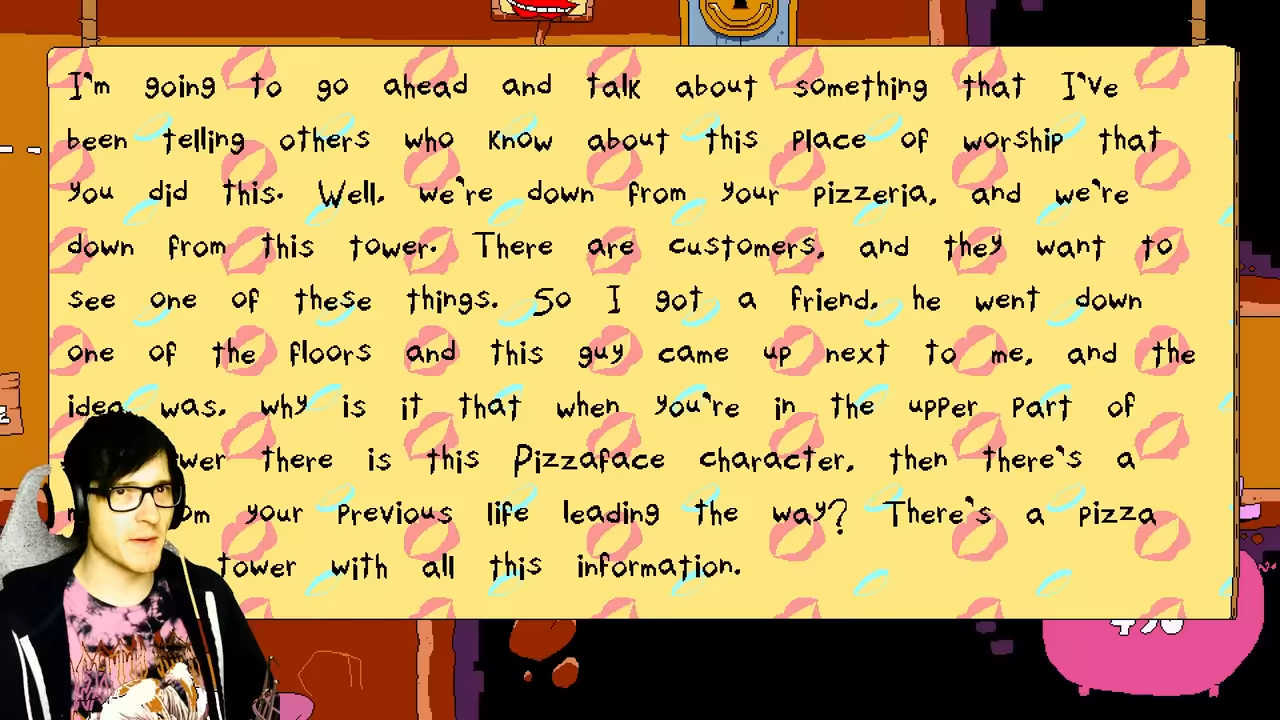 I'm going to go ahead and talk about something that I've
been telling others who know about this place of worship that
you did this. Well, we're down from your pizzeria, and we're
down from this tower. There are customers, and they want to
see one of these things. So I got a friend, he went down
one of the floors and this guy came up next to me, and the
idea was, why is it that when you're in the upper part of
there is this Pizzaface character, then there's a
your previous life leading the way? There's a pizza
tower with all this information.